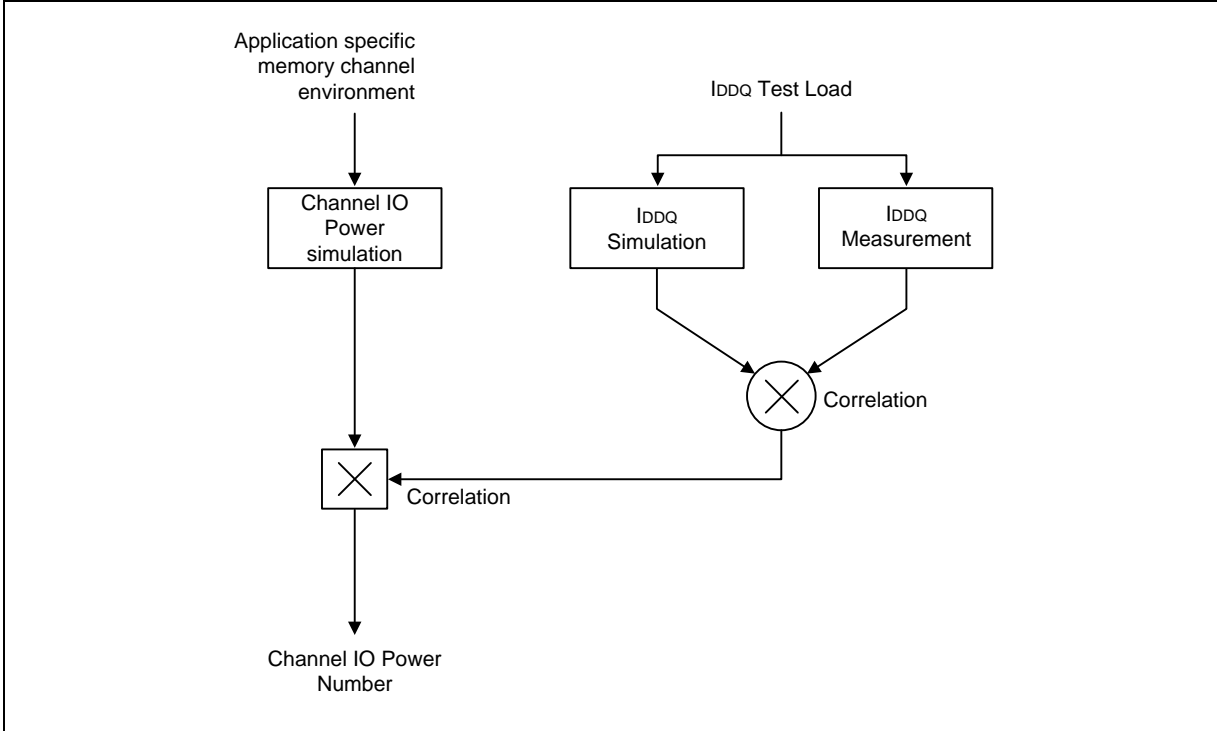 Application specific
memory channel
environment
IDDQ Test Load
Channel IO
Power
simulation
IDDQ
Simulation
IDDQ
Measurement
Correlation
Correlation
Channel IO Power
Number